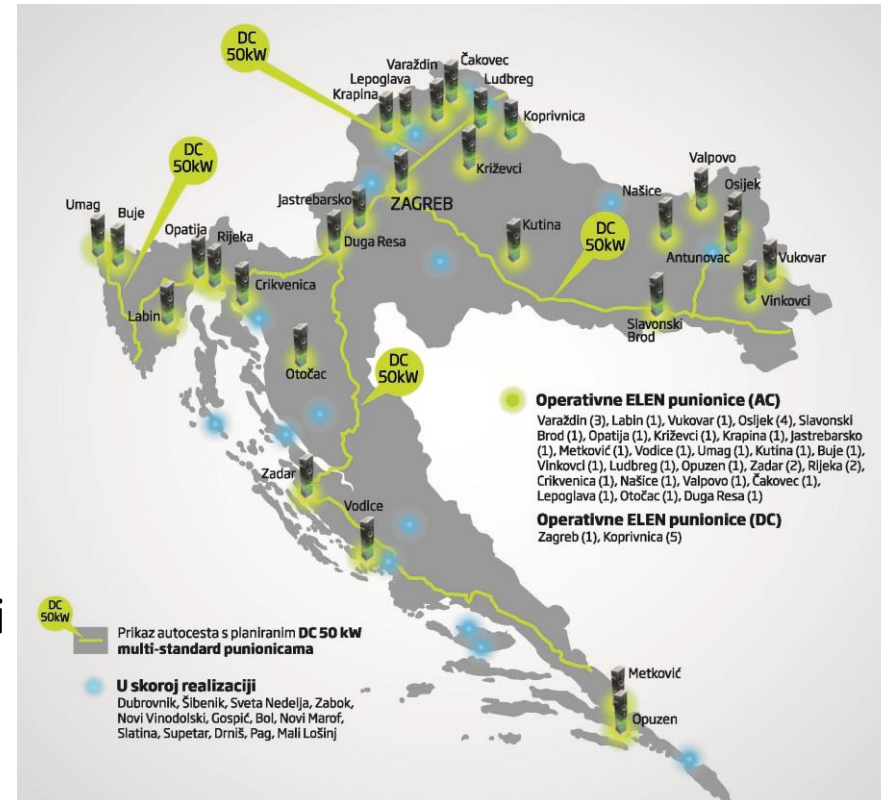 DC
50kW
Varaždin
Čakovec
Lepoglava
Ludbreg
Krapina
Koprivnica
DC
50kW
Križevci
Valpovo
Našice
Osijek
Umag
Buje
Jastrebarsko
ZAGREB
Opatija
Rijeka
Duga Resa
Kutina
DC
50kW
Antunovac
Vukovar
Crikvenica
Vinkovci
Labin
Slavonski
Brod
Otočac
DC
50kW
Zadar
Vodice
Operativne ELEN punionice (AC)
Varaždin (3), Labin (1), Vukovar (1), Osijek (4), Slavonski
Brod (1), Opatija (1), Križevci (1), Krapina (1), Jastrebarsko
(1), Metković (1), Vodice (1), Umag (1), Kutina (1), Buje (1),
Vinkovci (1), Ludbreg (1), Opuzen (1), Zadar (2), Rijeka (2),
Crikvenica (1), Našice (1), Valpovo (1), Čakovec (1),
Lepoglava (1), Otočac (1), Duga Resa (1)
Operativne ELEN punionice (DC)
Zagreb (1), Koprivnica (5)
i
DC
50kW
Prikaz autocesta s planiranim DC 50 kW
multi-standard punionicama
U skoroj realizaciji
Dubrovnik, Šibenik, Sveta Nedelja, Zabok,
Novi Vinodolski, Gospić, Bol, Novi Marof,
Slatina, Supetar, Drniš, Pag, Mali Lošinj
Metković
Opuzen